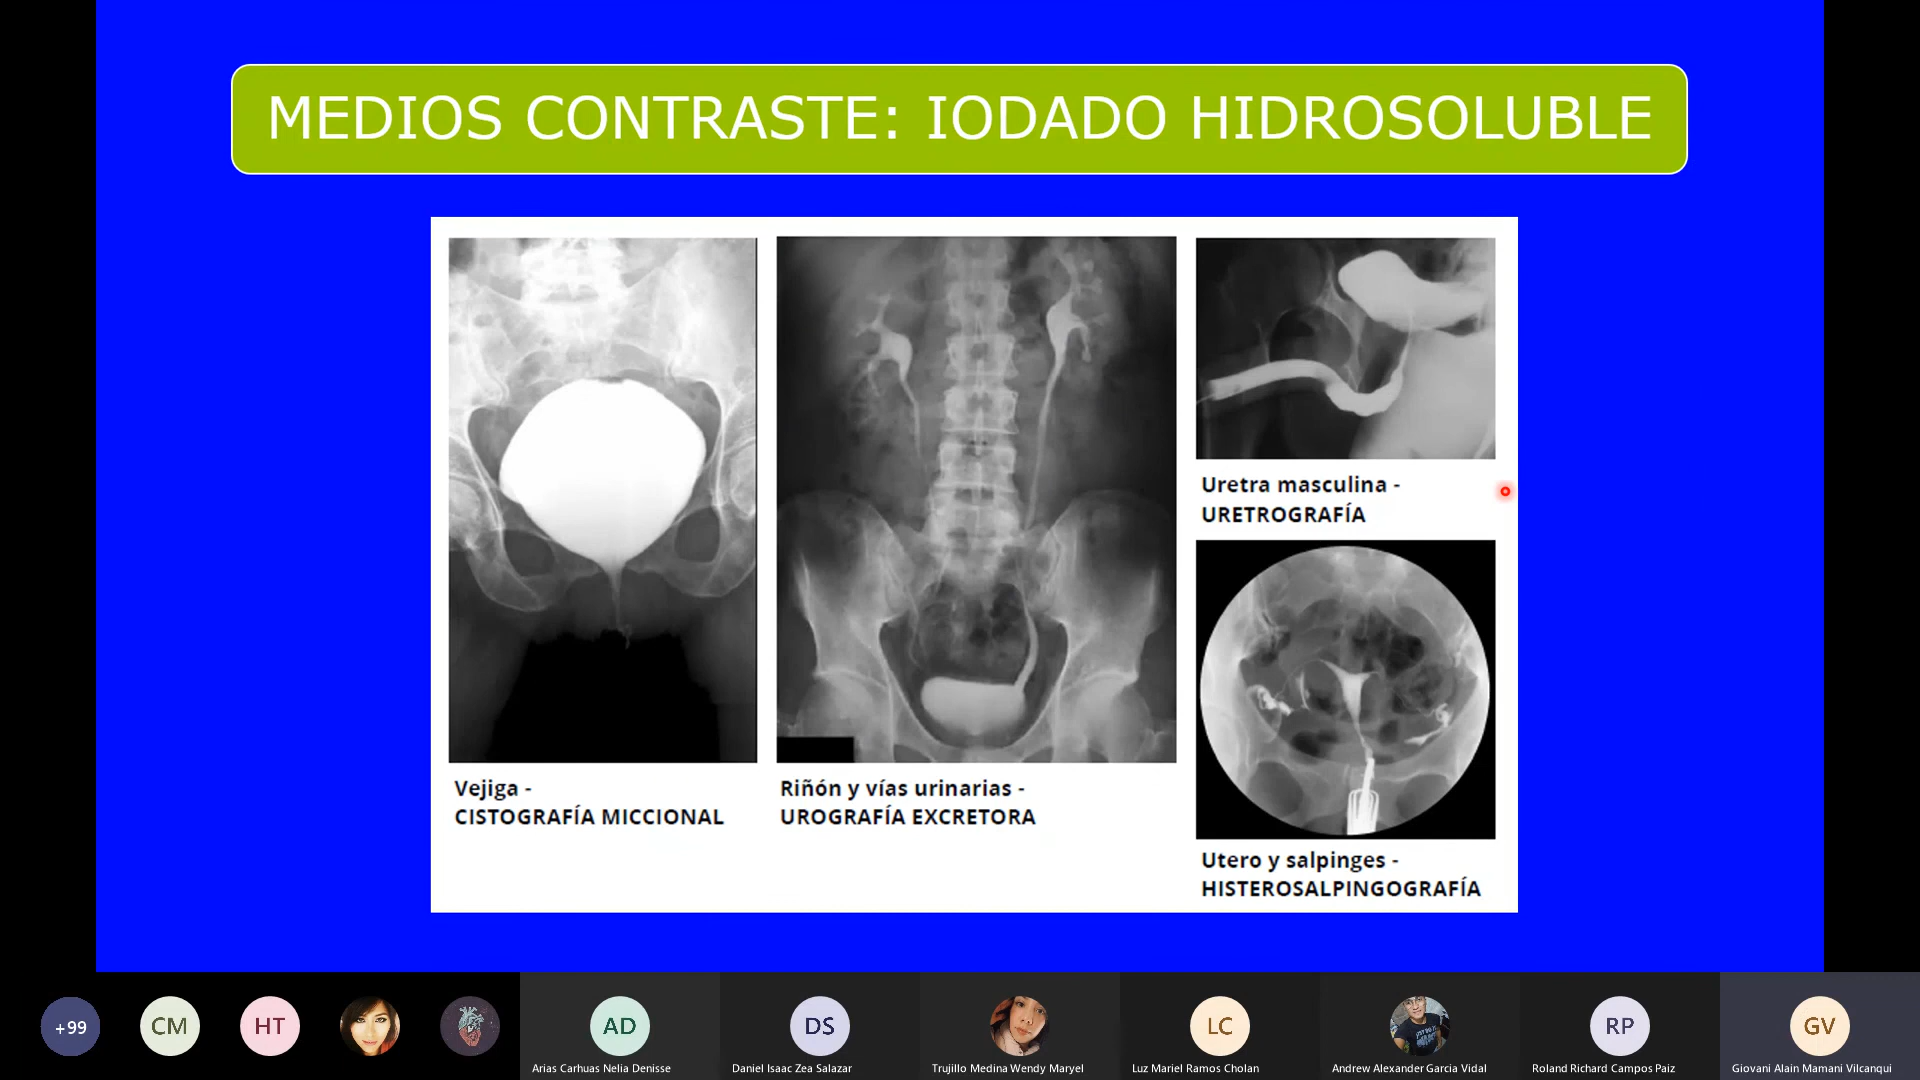 MEDIOS CONTRASTE: IODADO HIDROSOLUBLE
Vejiga -
CISTOGRAFÍA MICCIONAL
Riñón y vías urinarias -
UROGRAFÍA EXCRETORA
Uretra masculina -
URETROGRAFÍA
Utero y salpinges -
HISTEROSALPINGOGRAFÍA
+99
CM
HT
AD
DS
LC
RP
GV
Arias Carhuas Nelia Denisse
Daniel Isaac Zea Salazar
Trujillo Medina Wendy Maryel
Luz Mariel Ramos Cholan
Andrew Alexander Garcia Vidal
Roland Richard Campos Paiz
Giovani Alain Mamani Vilcanqui